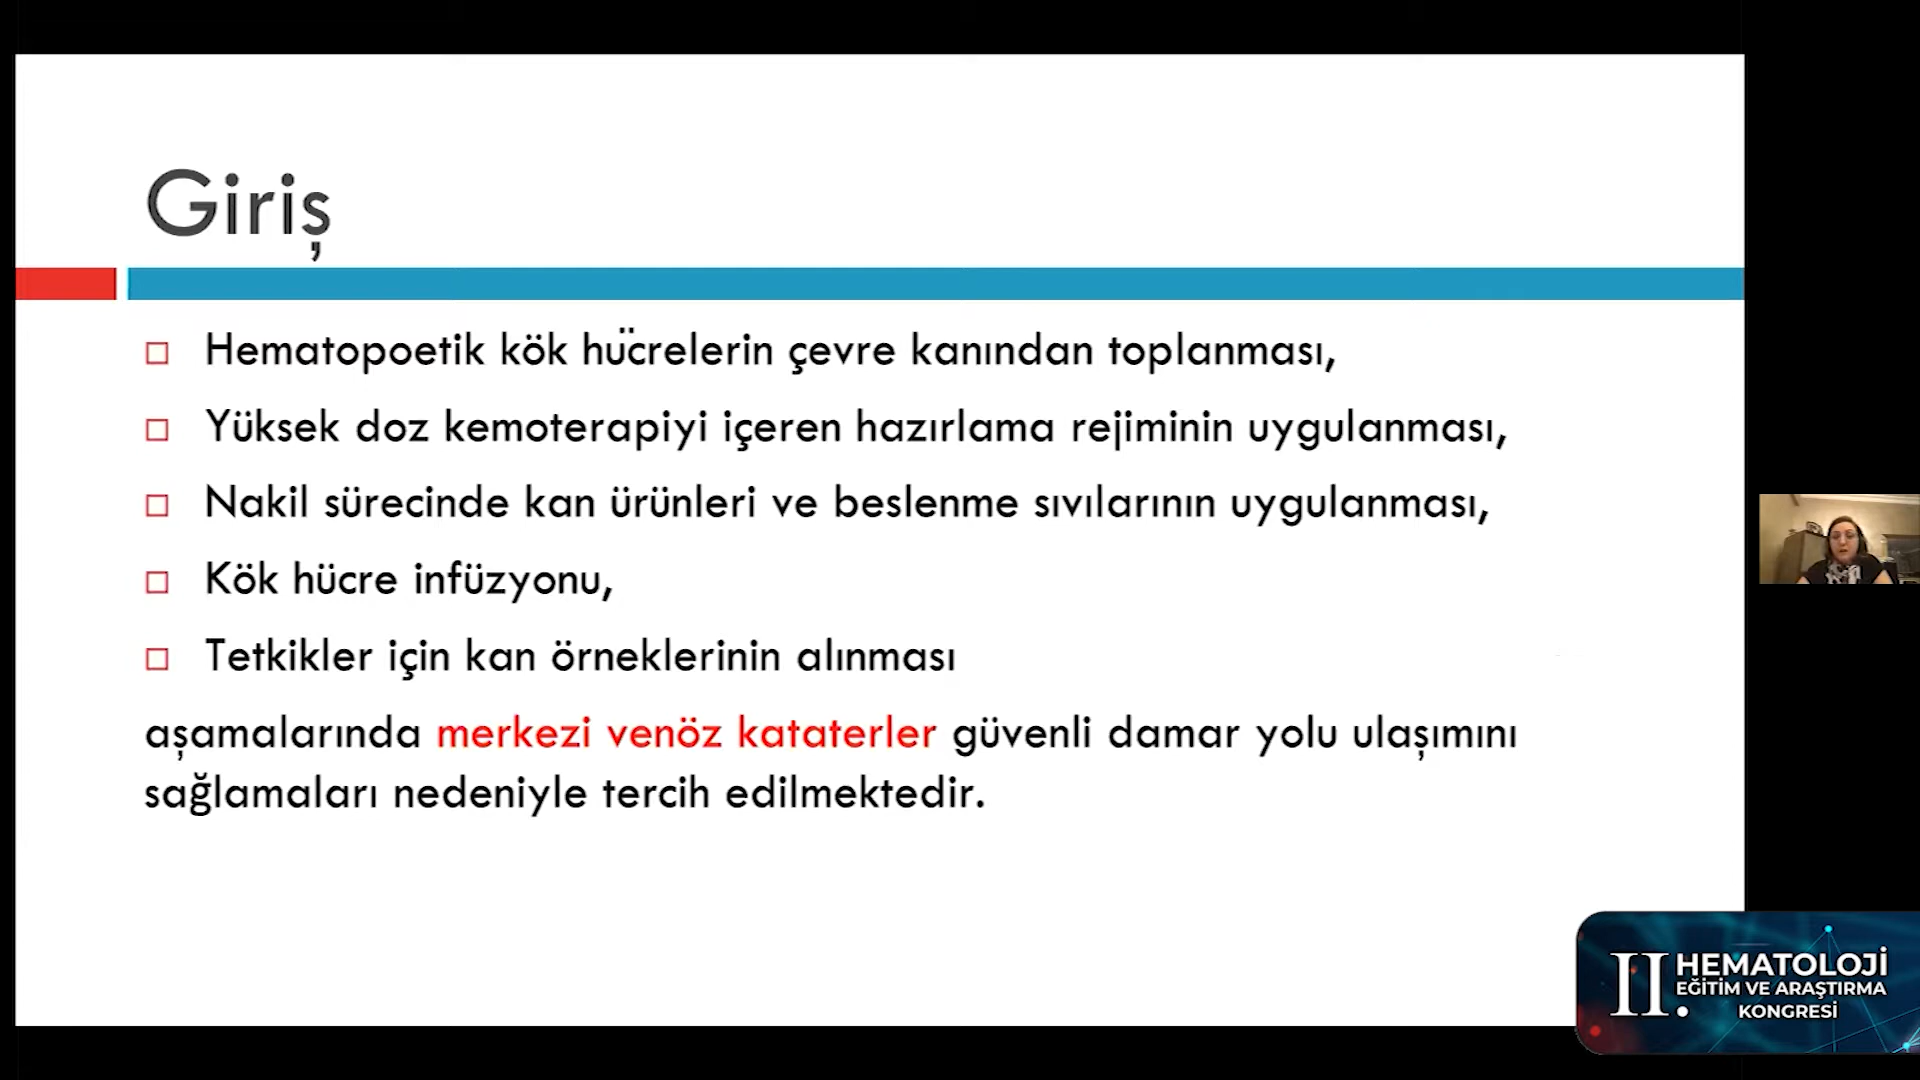 Giriş
Hematopoetik kök hücrelerin çevre kanından toplanması,
Yüksek doz kemoterapiyi içeren hazırlama rejiminin uygulanması,
Nakil sürecinde kan ürünleri ve beslenme sıvılarının uygulanması,
Kök hücre infüzyonu,
Tetkikler için kan örneklerinin alınması
aşamalarında merkezi venöz kataterler güvenli damar yolu ulaşımını
sağlamaları nedeniyle tercih edilmektedir.
II. HEMATOLOJİ
EĞİTİM VE ARAŞTIRMA
KONGRESİ